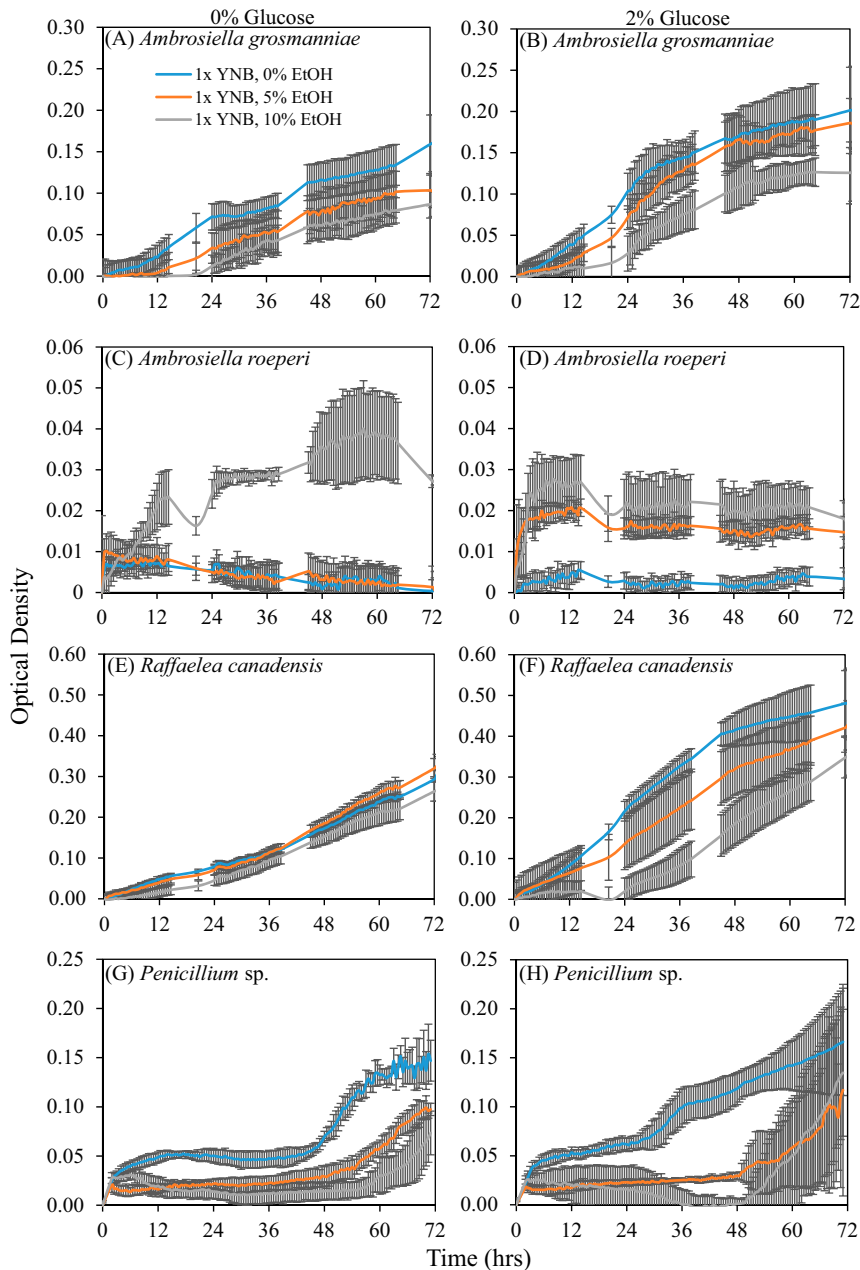 0% Glucose
2% Glucose
(A) Ambrosiella grosmanniae
(B) Ambrosiella grosmanniae
1x YNB, 0% EtOH
1x YNB, 5% EtOH
1x YNB, 10% EtOH
0.30
0.25
0.20
0.15
0.10
0.05
0.00
0 12 24 36 48 60 72
0.30
0.25
0.20
0.15
0.10
0.05
0.00
0 12 24 36 48 60 72
(C) Ambrosiella roeperi
0.06
0.05
0.04
0.03
0.02
0.01
0
0 12 24 36 48 60 72
(D) Ambrosiella roeperi
0.06
0.05
0.04
0.03
0.02
0.01
0
0 12 24 36 48 60 72
Optical Density
(E) Raffaelea canadensis
0.60
0.50
0.40
0.30
0.20
0.10
0.00
0 12 24 36 48 60 72
(F) Raffaelea canadensis
0.60
0.50
0.40
0.30
0.20
0.10
0.00
0 12 24 36 48 60 72
(G) Penicillium sp.
0.25
0.20
0.15
0.10
0.05
0.00
0 12 24 36 48 60 72
(H) Penicillium sp.
0.25
0.20
0.15
0.10
0.05
0.00
0 12 24 36 48 60 72
Time (hrs)